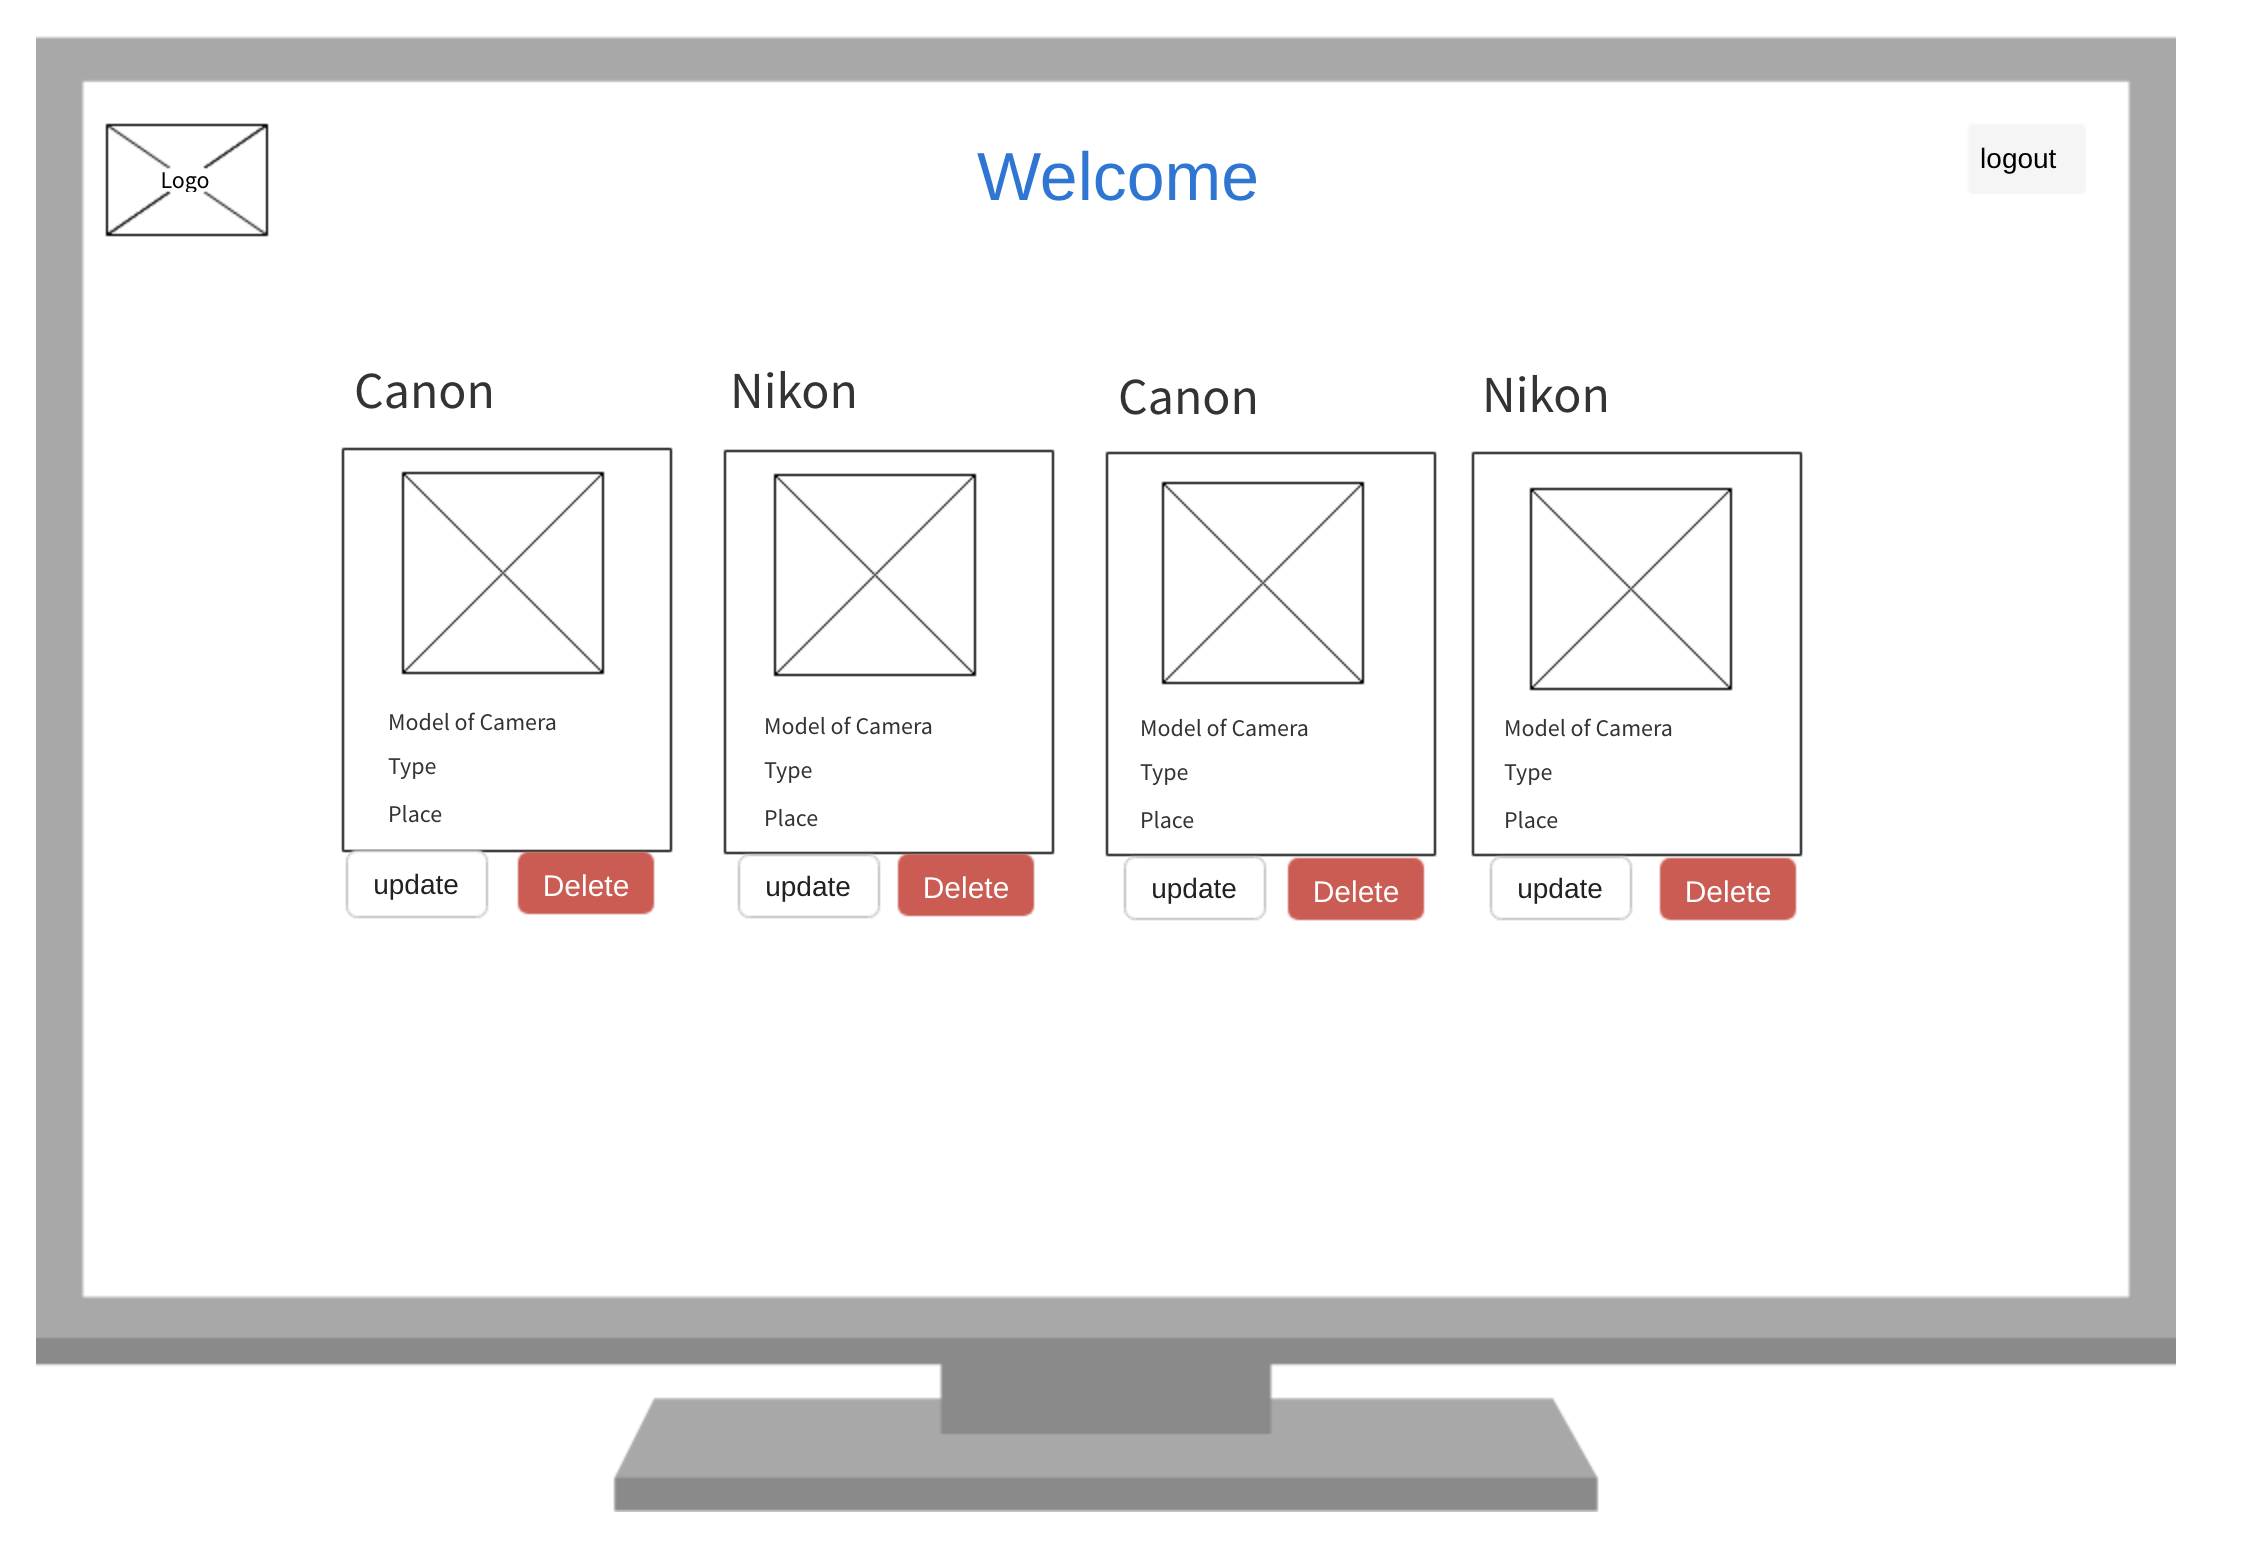 Logo
Welcome
logout
Canon
Nikon
Canon
Nikon
Model of Camera
Type
Place
update
Delete
Model of Camera
Type
Place
update
Delete
Model of Camera
Type
Place
update
Delete
Model of Camera
Type
Place
update
Delete